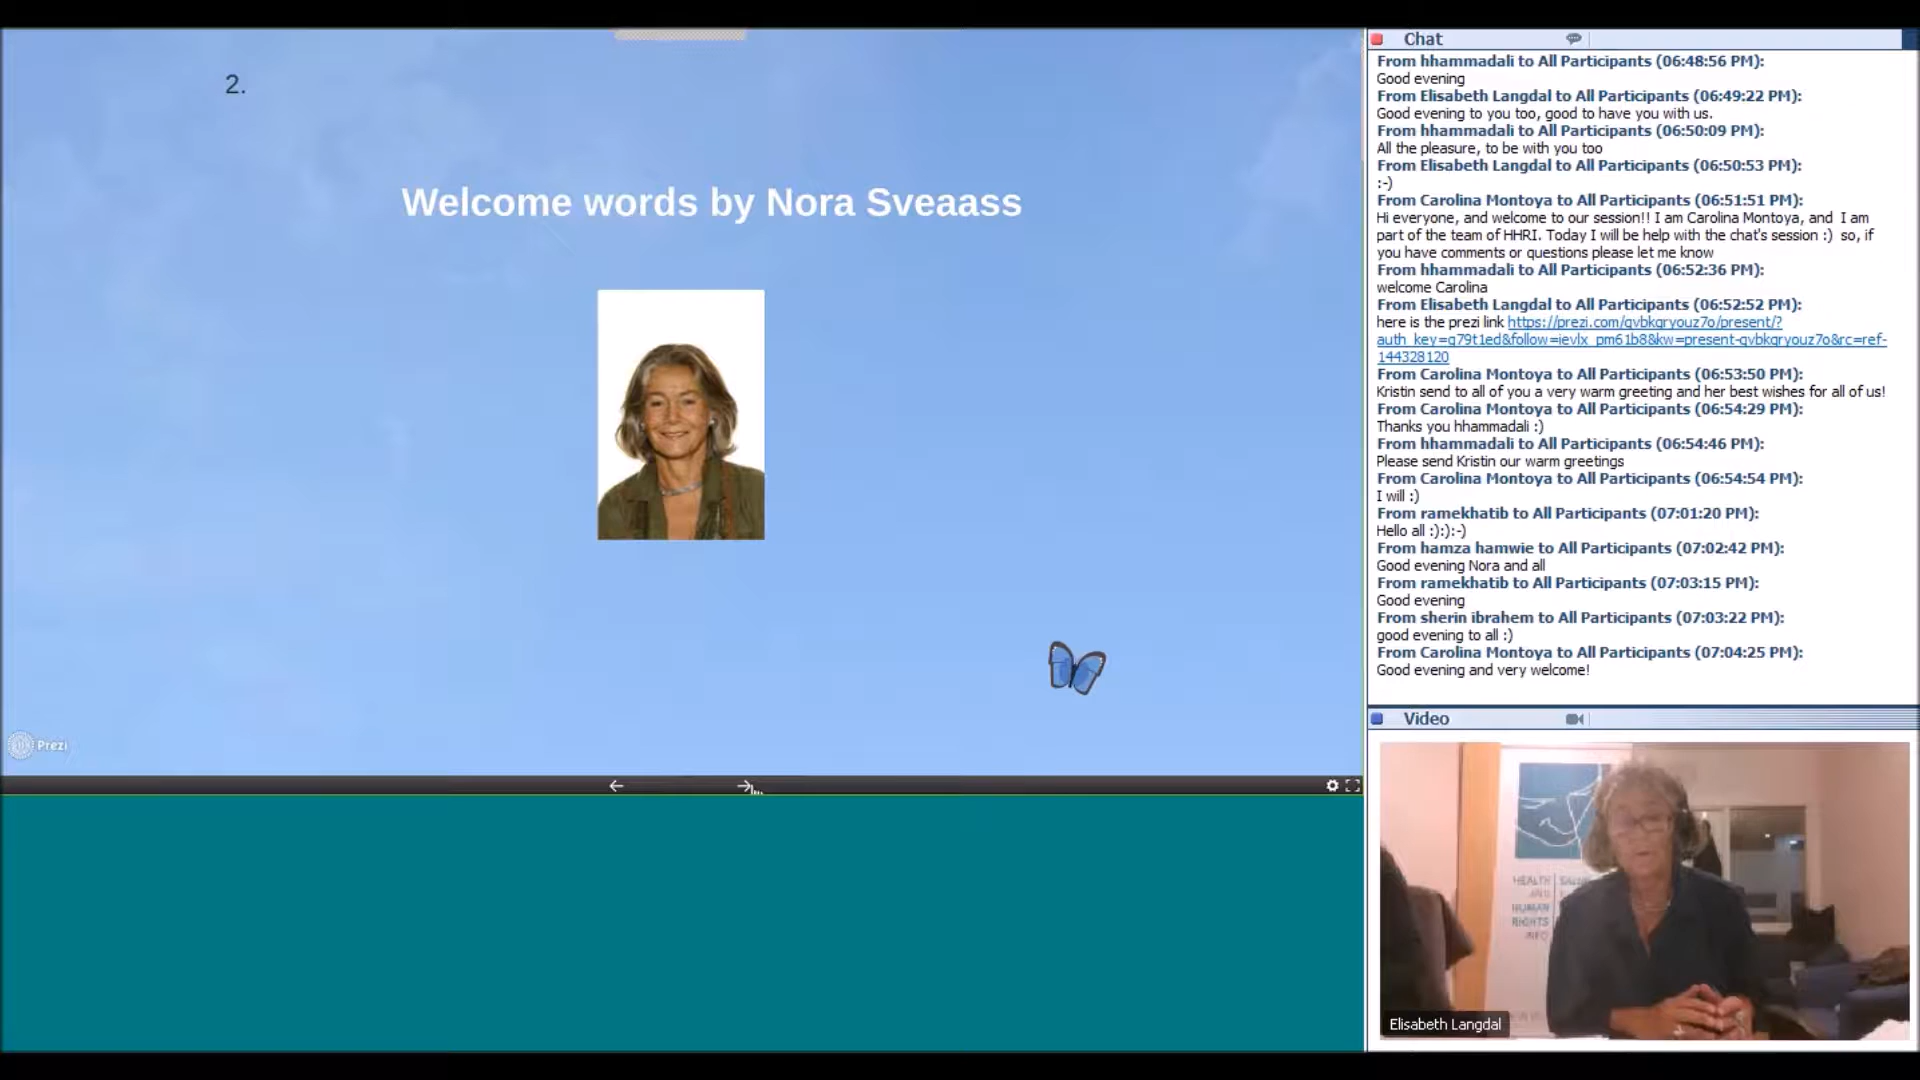 2.
Welcome words by Nora Sveaass
Prezi
Chat
From hhammadali to All Participants (06:48:56 PM):
Good evening
From Elisabeth Langdal to All Participants (06:49:22 PM):
Good evening to you too, good to have you with us.
From hhammadali to All Participants (06:50:09 PM):
All the pleasure, to be with you too
From Elisabeth Langdal to All Participants (06:50:53 PM):
:-)
From Carolina Montoya to All Participants (06:51:51 PM):
Hi everyone, and welcome to our session!! I am Carolina Montoya, and I am
part of the team of HHRI. Today I will be help with the chat's session :) so, if
you have comments or questions please let me know
From hhammadali to All Participants (06:52:36 PM):
welcome Carolina
From Elisabeth Langdal to All Participants (06:52:52 PM):
here is the prezi link https://prezi.com/qvbkqryouz7o/present/?
auth_key=q79t1ed&follow=ievlx_pm61b8&kw=present-qvbkqryouz7o&rc=ref-
144328120
From Carolina Montoya to All Participants (06:53:50 PM):
Kristin send to all of you a very warm greeting and her best wishes for all of us!
From Carolina Montoya to All Participants (06:54:29 PM):
Thanks you hhammadali :)
From hhammadali to All Participants (06:54:46 PM):
Please send Kristin our warm greetings
From Carolina Montoya to All Participants (06:54:54 PM):
I will :)
From ramekhatib to All Participants (07:01:20 PM):
Hello all :):):-)
From hamza hamwie to All Participants (07:02:42 PM):
Good evening Nora and all
From ramekhatib to All Participants (07:03:15 PM):
Good evening
From sherin ibrahem to All Participants (07:03:22 PM):
good evening to all :)
From Carolina Montoya to All Participants (07:04:25 PM):
Good evening and very welcome!
Video
HEALTH
AND
HUMAN
RIGHTS
INFO
Elisabeth Langdal